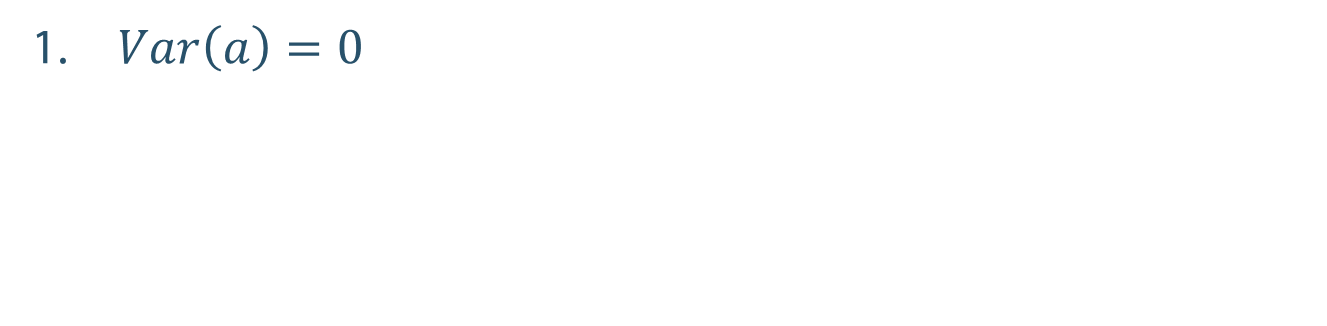 1. Var(a) = 0